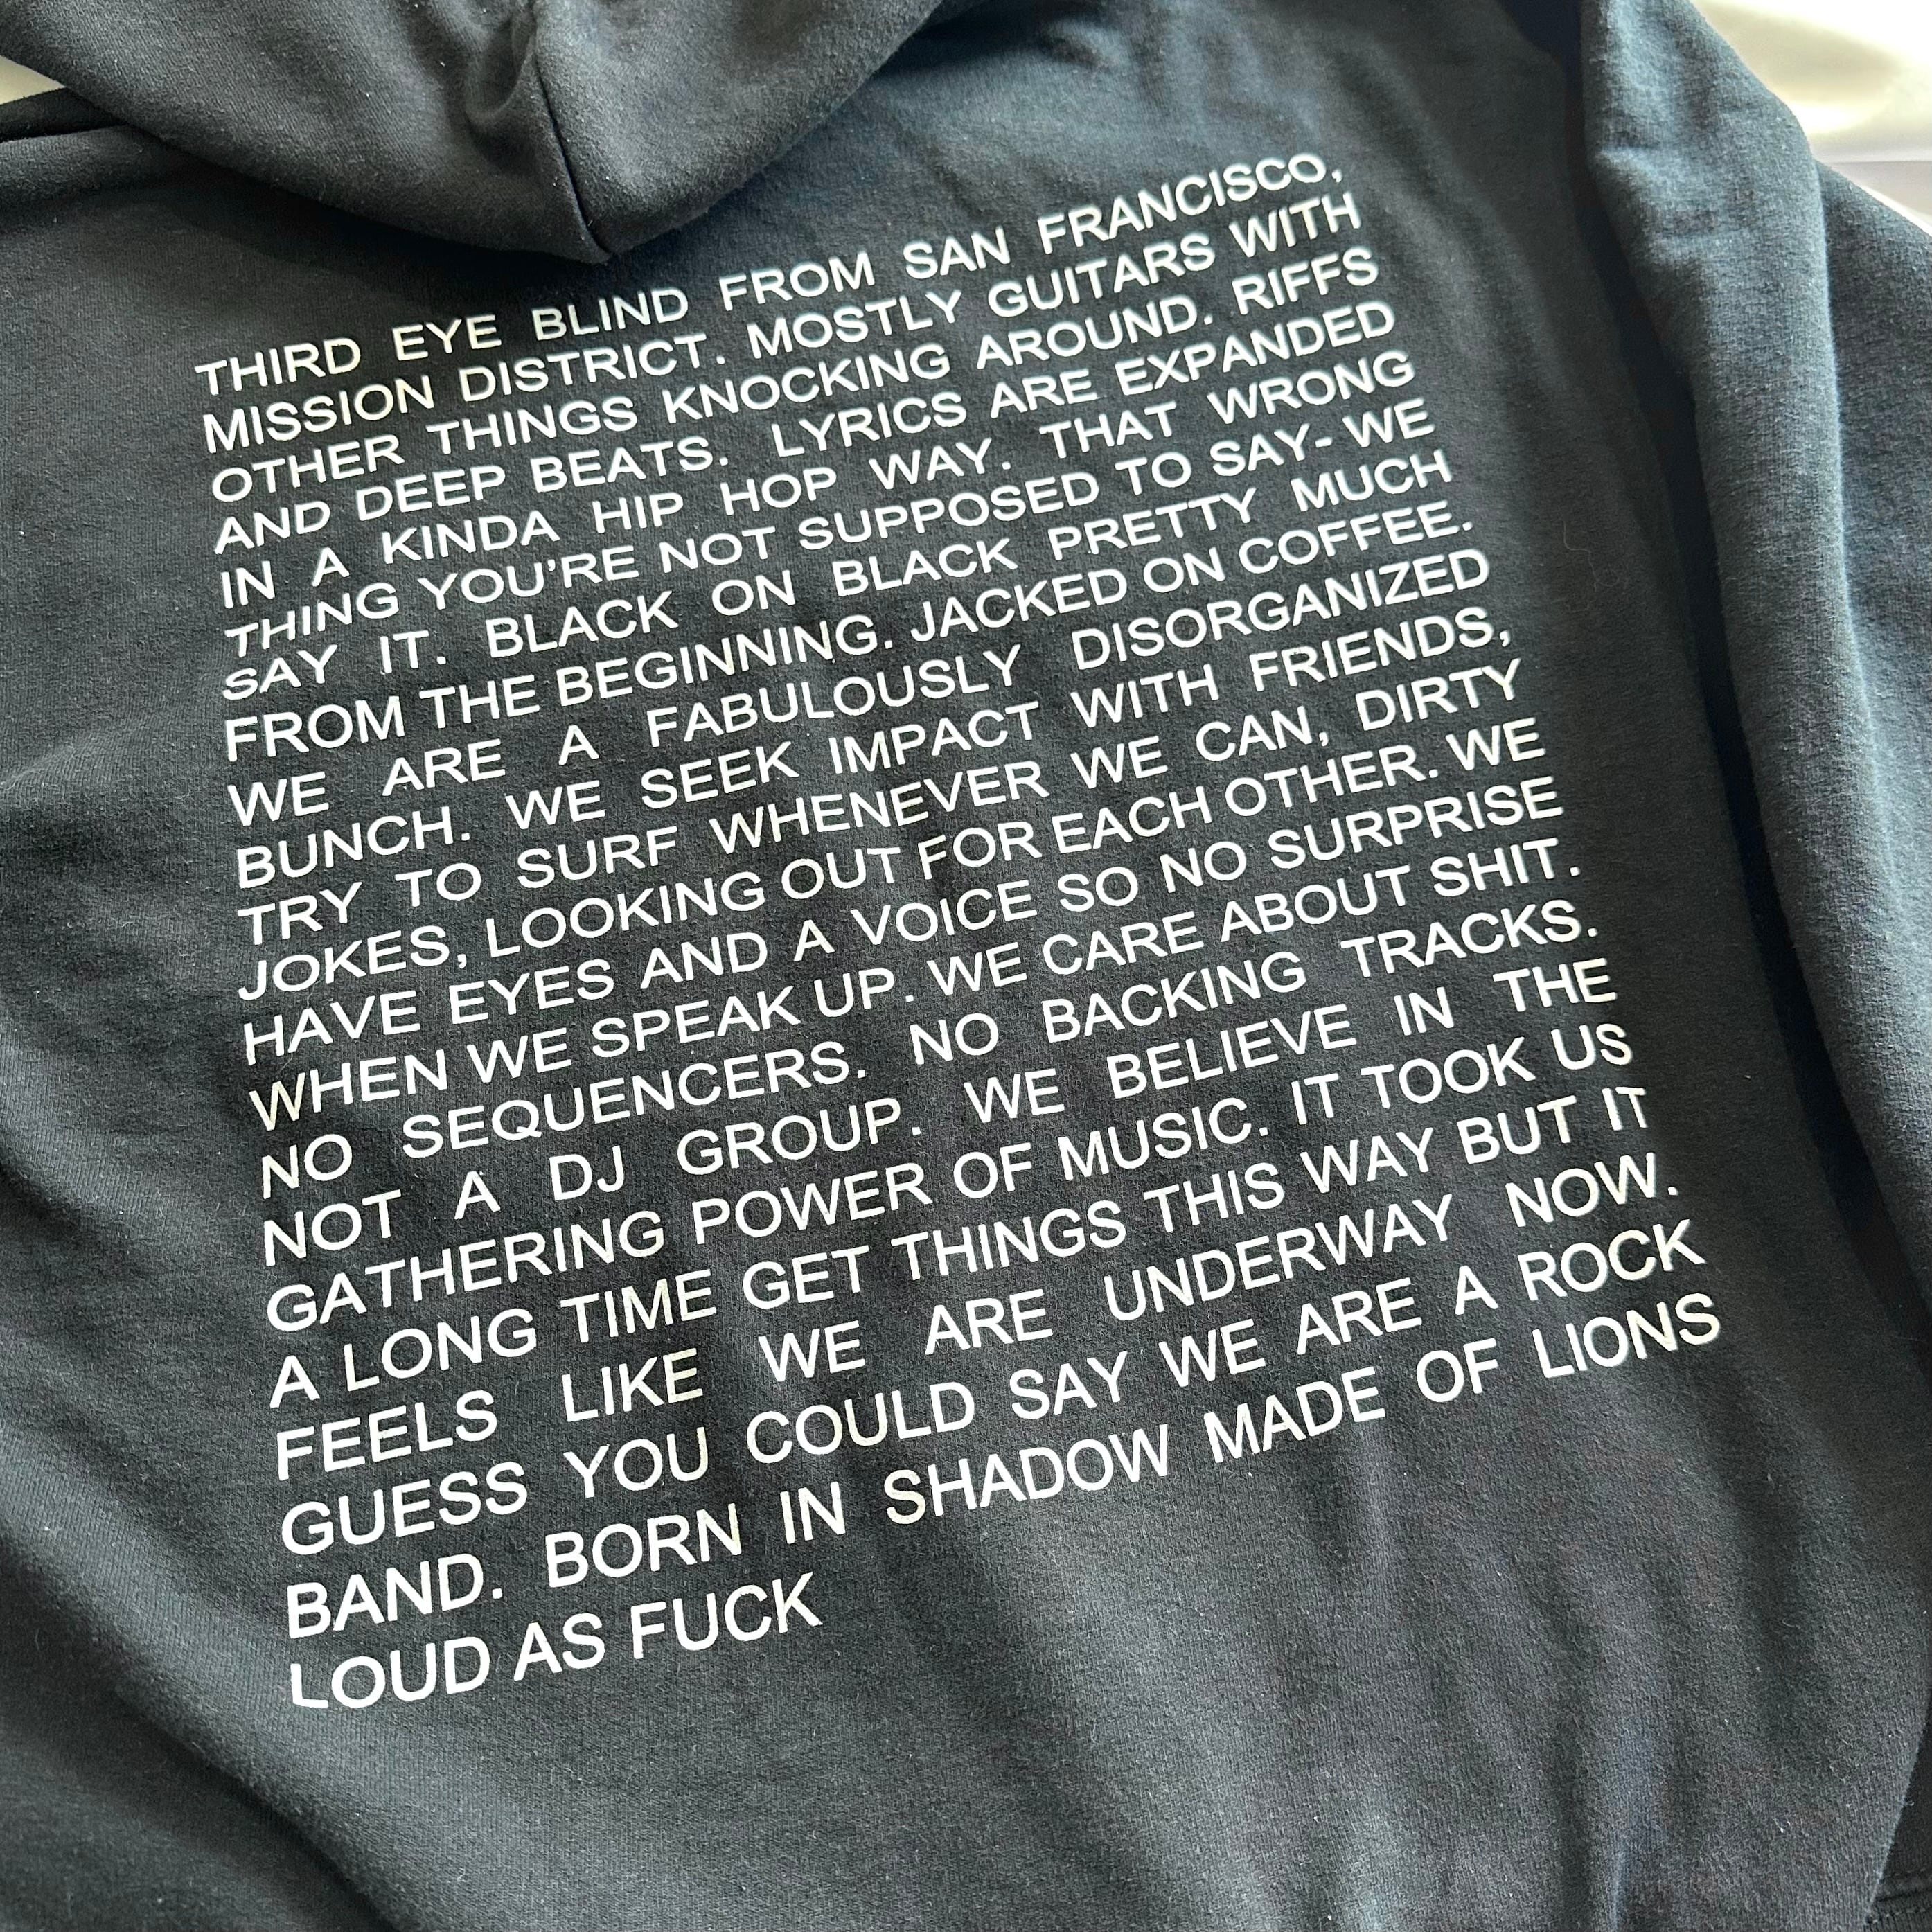 THIRD EYE BLIND FROM SAN FRANCISCO,
MISSION DISTRICT. MOSTLY GUITARS WITH
OTHER THINGS KNOCKING AROUND. RIFFS
AND DEEP BEATS. LYRICS ARE EXPANDED
IN A KINDA HIP HOP WAY. THAT WRONG
THING YOU'RE NOT SUPPOSED TO SAY- WE
SAY IT. BLACK ON BLACK PRETTY MUCH
FROM THE BEGINNING. JACKED ON COFFEE.
WE ARE A FABULOUSLY DISORGANIZED
BUNCH. WE SEEK IMPACT WITH FRIENDS,
TRY TO SURF WHENEVER WE CAN, DIRTY
JOKES, LOOKING OUT FOR EACH OTHER. WE
HAVE EYES AND A VOICE SO NO SURPRISE
WHEN WE SPEAK UP. WE CARE ABOUT SHIT.
NO SEQUENCERS. NO BACKING TRACKS.
NOT A DJ GROUP. WE BELIEVE IN THE
GATHERING POWER OF MUSIC. IT TOOK US
A LONG TIME GET THINGS THIS WAY BUT IT
FEELS LIKE WE ARE UNDERWAY NOW.
GUESS YOU COULD SAY WE ARE A ROCK
BAND. BORN IN SHADOW MADE OF LIONS
LOUD AS FUCK